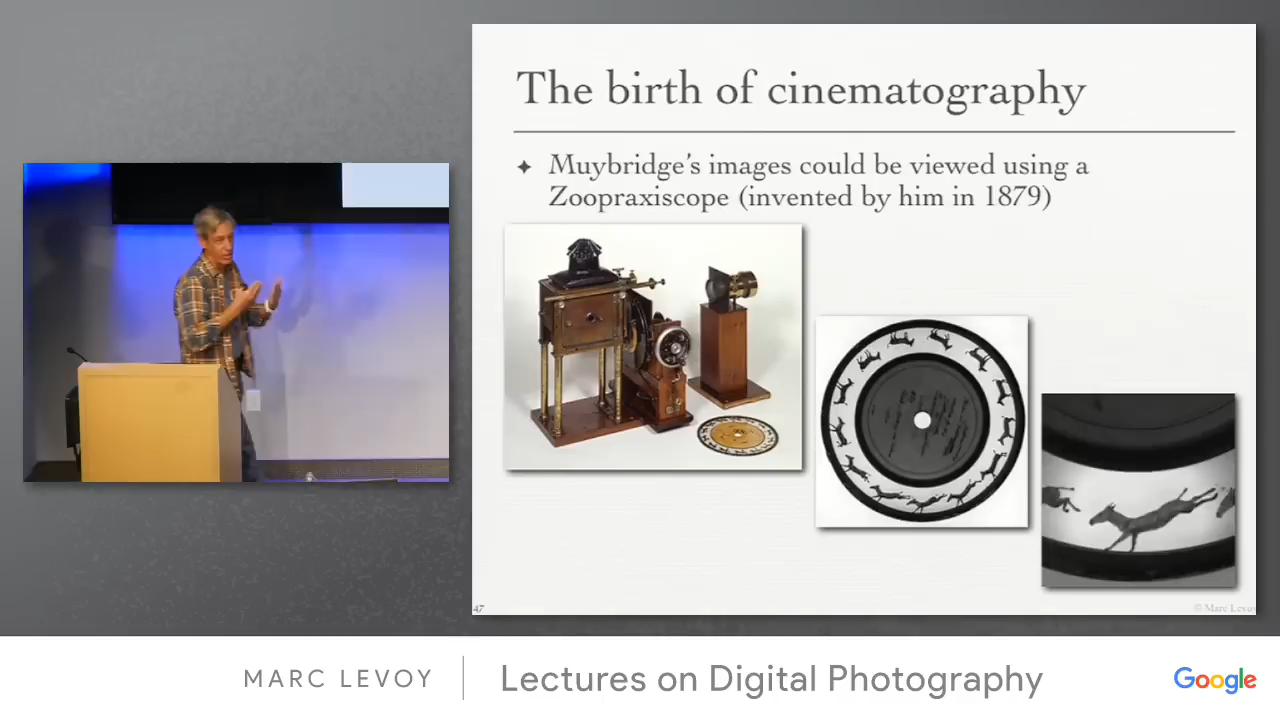 The birth of cinematography
✦ Muybridge's images could be viewed using a
Zoopraxiscope (invented by him in 1879)
47
© Marc Levoy
MARC LEVOY
Lectures on Digital Photography
Google